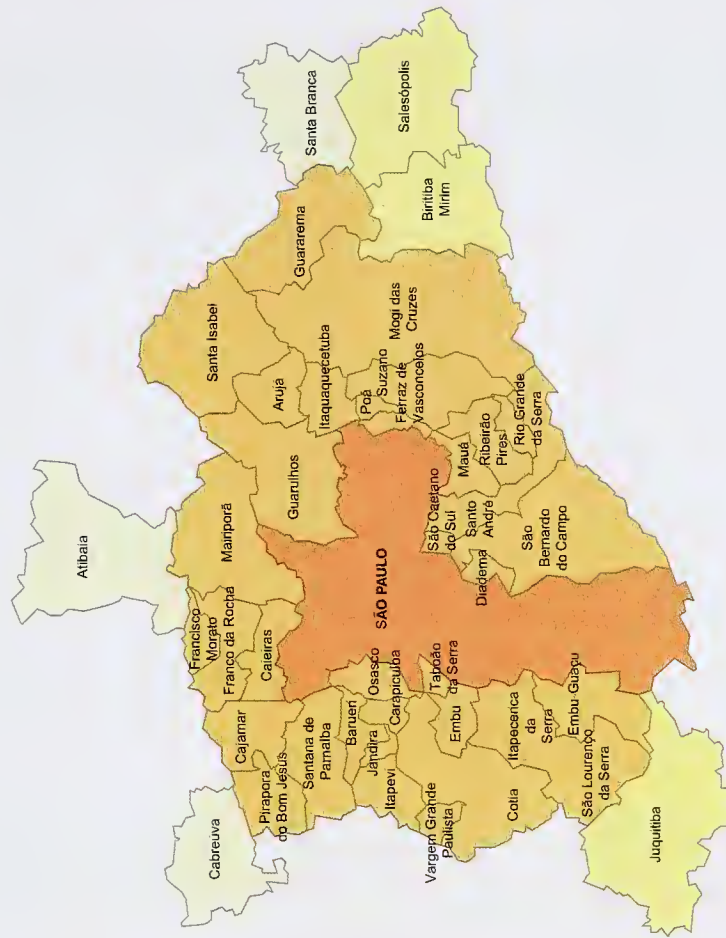 Atibaia
Santa Branca
Salesópolis
Santa Isabel
Guararema
Biritiba
Mirim
Mairiporã
Francisco
Morato
Franco da Rocha
Caieiras
Arujá
Guarulhos
Itaquaquecetuba
Mogi das
Cruzes
Cabreúva
Cajamar
Pirapora
do Bom Jesus
Santana de
Parnaíba
Poá
Suzano
Ferraz de
Vasconcelos
SÃO PAULO
Osasco
Barueri
Carapicuíba
Jandira
Itapevi
São Caetano
do Sul
Mauá
Ribeirão
Pires
Santo
André
Rio Grande
da Serra
Diadema
São
Bernardo
do Campo
Taboão
da Serra
Embu
Vargem Grande
Paulista
Cotia
Itapecerica
da
Serra
Embu-Guaçu
São Lourenço
da Serra
Juquitiba